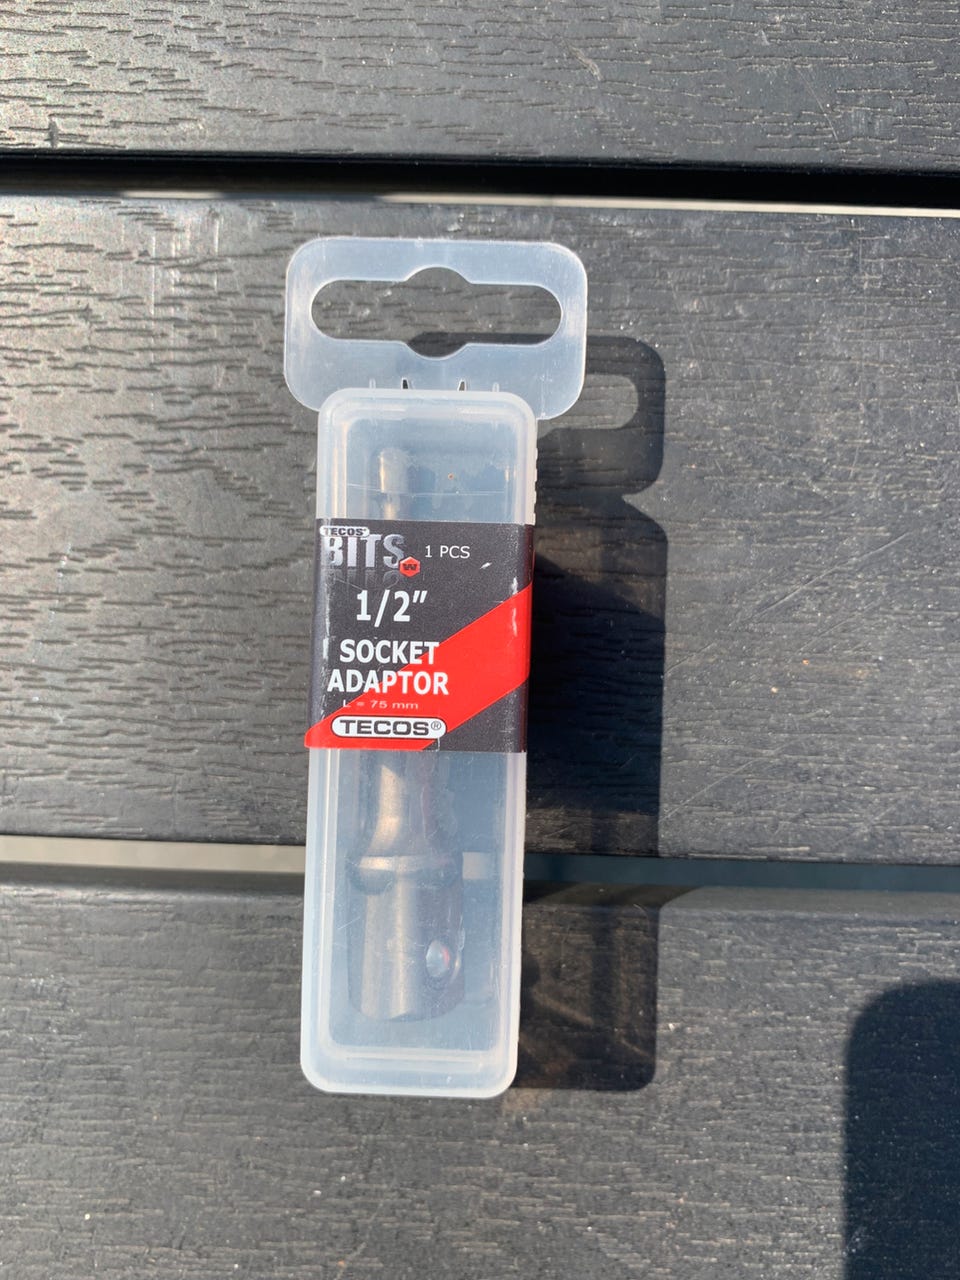 TECOS
BITS
1 PCS
1/2"
SOCKET
ADAPTOR
L = 75 mm
TECOS®